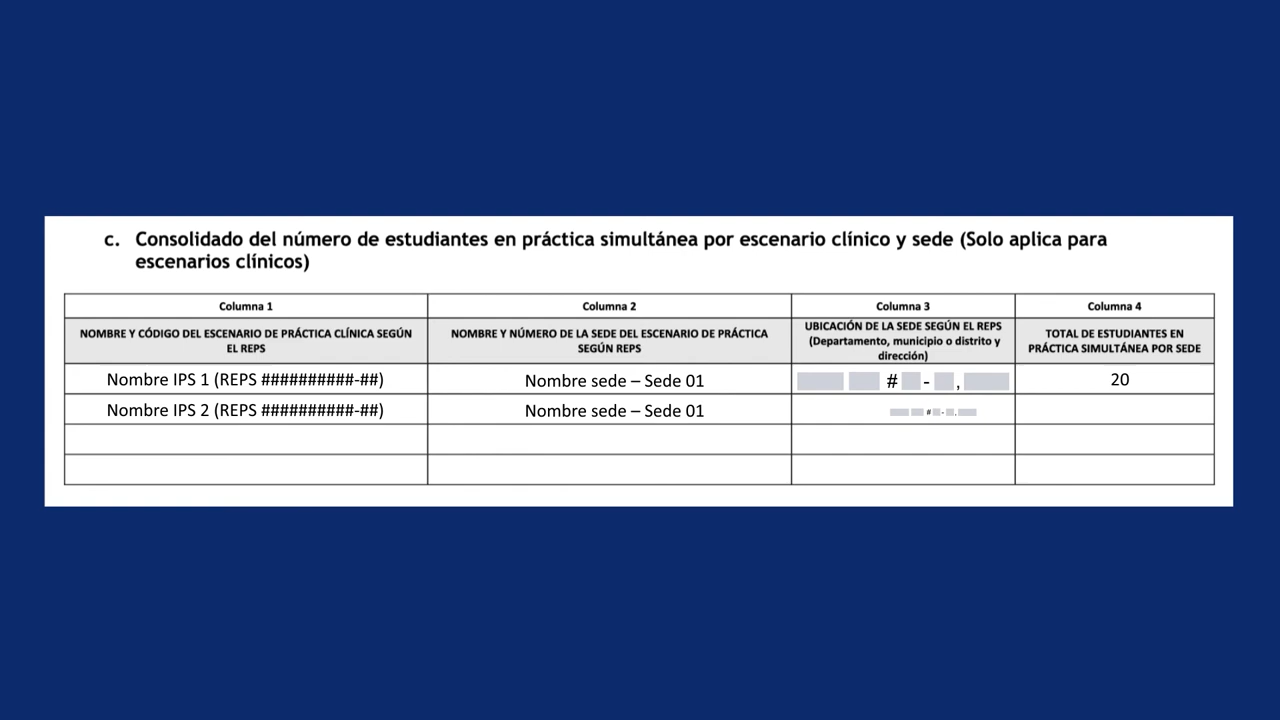 c. Consolidado del número de estudiantes en práctica simultánea por escenario clínico y sede (Solo aplica para
escenarios clínicos)
Columna 1 Columna 2 Columna 3 Columna 4
NOMBRE Y CÓDIGO DEL ESCENARIO DE PRÁCTICA CLÍNICA SEGÚN
EL REPS
NOMBRE Y NÚMERO DE LA SEDE DEL ESCENARIO DE PRÁCTICA
SEGÚN REPS
UBICACIÓN DE LA SEDE SEGÚN EL REPS
(Departamento, municipio o distrito y
dirección)
TOTAL DE ESTUDIANTES EN
PRÁCTICA SIMULTÁNEA POR SEDE
Nombre IPS 1 (REPS ##########-##) Nombre sede – Sede 01 # - , 20
Nombre IPS 2 (REPS ##########-##) Nombre sede – Sede 01 # - ,